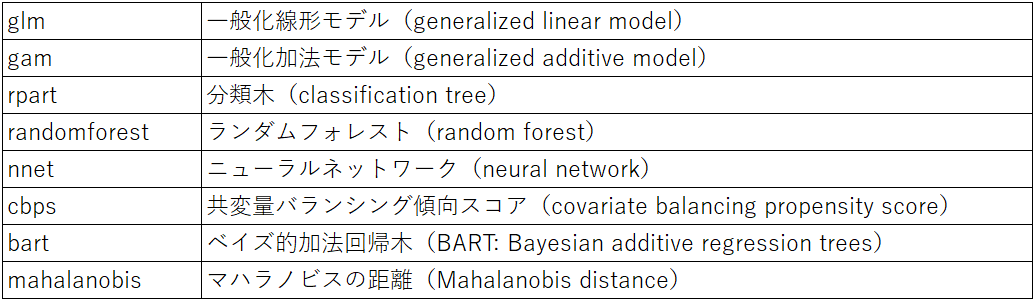 glm 一般化線形モデル（generalized linear model）
gam 一般化加法モデル（generalized additive model）
rpart 分類木（classification tree）
randomforest ランダムフォレスト（random forest）
nnet ニューラルネットワーク（neural network）
cbps 共変量バランシング傾向スコア（covariate balancing propensity score）
bart ベイズ的加法回帰木（BART: Bayesian additive regression trees）
mahalanobis マハラノビスの距離（Mahalanobis distance）